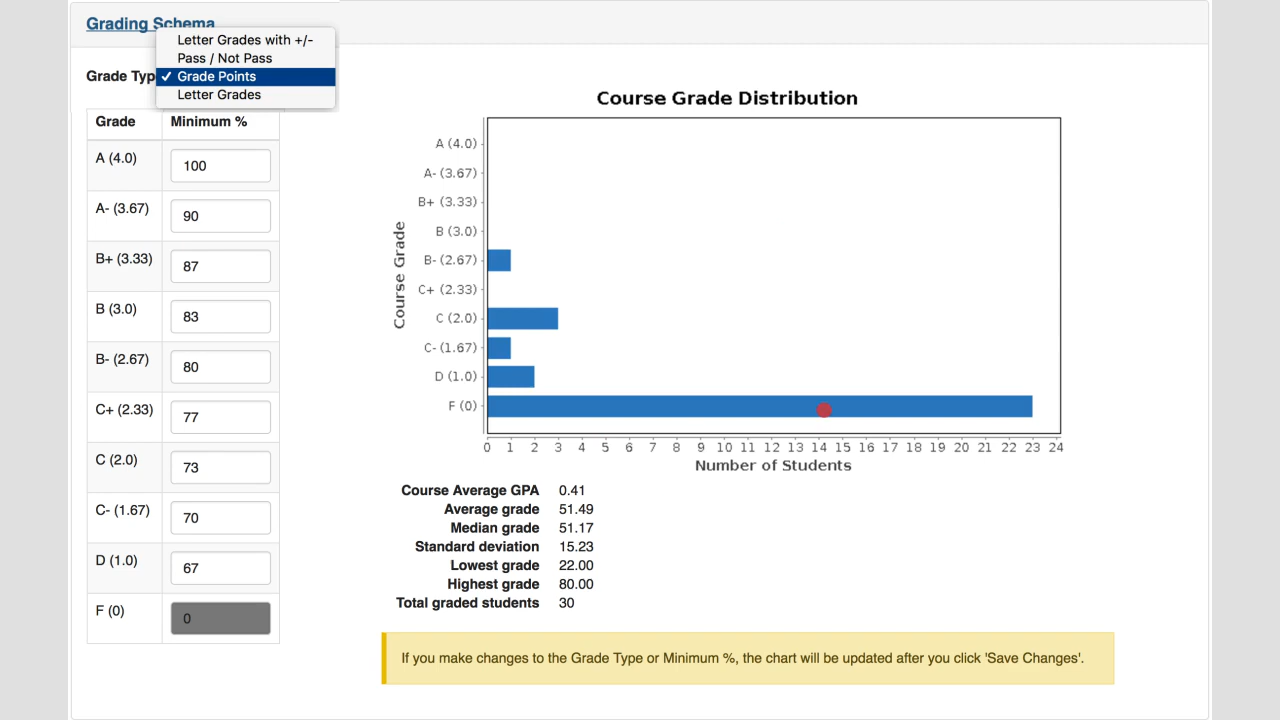 Grading Schema
Letter Grades with +/-
Pass / Not Pass
Grade Typ ✓ Grade Points
Letter Grades
Grade Minimum %
A (4.0) 100
A- (3.67) 90
B+ (3.33) 87
B (3.0) 83
B- (2.67) 80
C+ (2.33) 77
C (2.0) 73
C- (1.67) 70
D (1.0) 67
F (0) 0
Course Grade Distribution
Course Grade
A (4.0)
A- (3.67)
B+ (3.33)
B (3.0)
B- (2.67)
C+ (2.33)
C (2.0)
C- (1.67)
D (1.0)
F (0)
0 1 2 3 4 5 6 7 8 9 10 11 12 13 14 15 16 17 18 19 20 21 22 23 24
Number of Students
Course Average GPA 0.41
Average grade 51.49
Median grade 51.17
Standard deviation 15.23
Lowest grade 22.00
Highest grade 80.00
Total graded students 30
If you make changes to the Grade Type or Minimum %, the chart will be updated after you click 'Save Changes'.